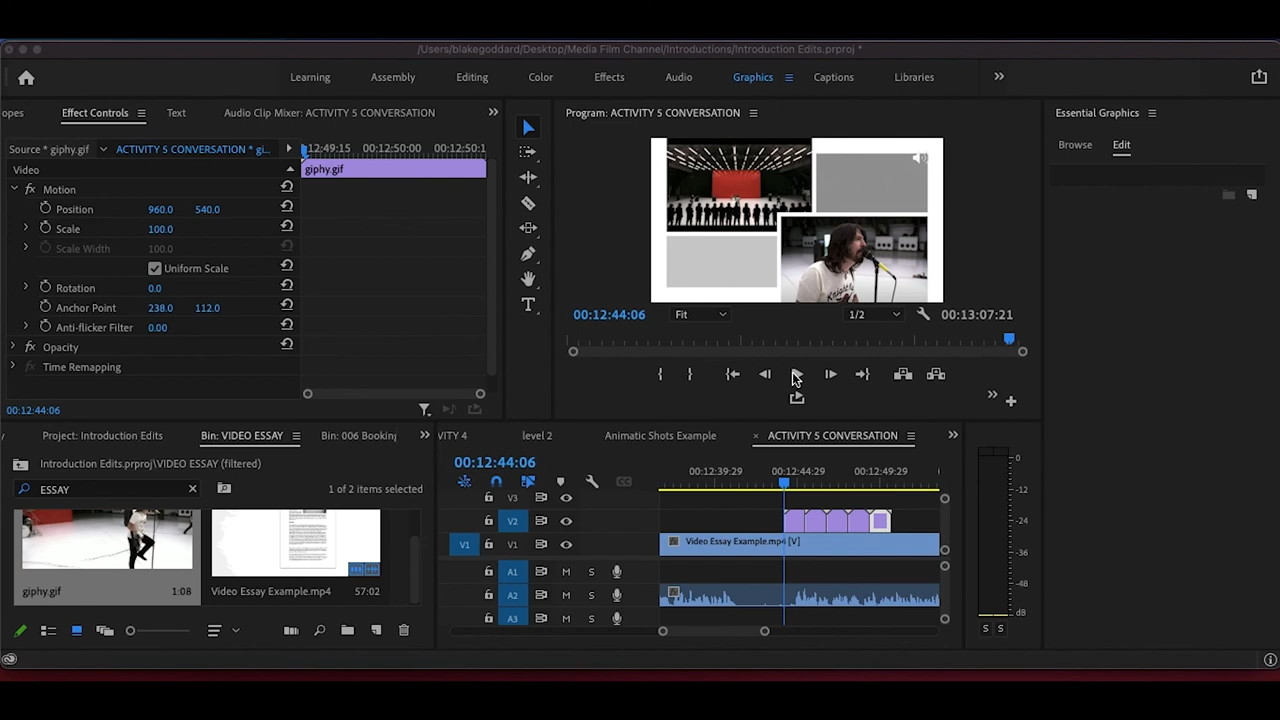 /Users/blakegoddard/Desktop/Media Film Channel/Introductions/Introduction Edits.prproj *
Learning Assembly Editing Color Effects Audio Graphics Captions Libraries
opes Effect Controls Text Audio Clip Mixer: ACTIVITY 5 CONVERSATION
Program: ACTIVITY 5 CONVERSATION
Essential Graphics
Source * giphy.gif ACTIVITY 5 CONVERSATION * gi...
12:49:15 00:12:50:00 00:12:50:1
Browse Edit
Video
giphy.gif
fx Motion
Position 960.0 540.0
Scale 100.0
Scale Width 100.0
Uniform Scale
Rotation 0.0
Anchor Point 238.0 112.0
Anti-flicker Filter 0.00
fx Opacity
fx Time Remapping
00:12:44:06
00:12:44:06 Fit 1/2 00:13:07:21
Project: Introduction Edits Bin: VIDEO ESSAY Bin: 006 Booking
Introduction Edits.prproj\VIDEO ESSAY (filtered)
ESSAY
1 of 2 items selected
giphy.gif 1:08
Video Essay Example.mp4 57:02
VITY 4 level 2 Animatic Shots Example × ACTIVITY 5 CONVERSATION
00:12:44:06
00:12:39:29 00:12:44:29 00:12:49:29
V3
V2
V1 V1 Video Essay Example.mp4 [V]
A1 M S
A2 M S
A3 M S
0
-12
-24
-36
-48
dB
S S